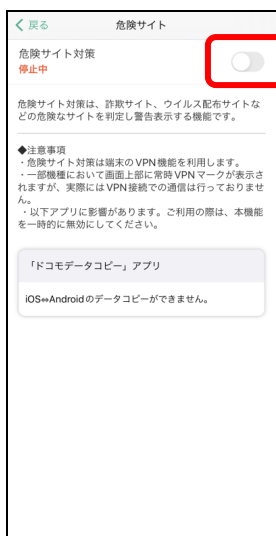 戻る 危険サイト
危険サイト対策
停止中
危険サイト対策は、詐欺サイト、ウイルス配布サイトな
どの危険なサイトを判定し警告表示する機能です。
◆注意事項
・危険サイト対策は端末のVPN機能を利用します。
・一部機種において画面上部に常時VPNマークが表示さ
れますが、実際にはVPN接続での通信は行っておりませ
ん。
・以下アプリに影響があります。ご利用の際は、本機能
を一時的に無効にしてください。
「ドコモデータコピー」アプリ
iOS⇔Androidのデータコピーができません。